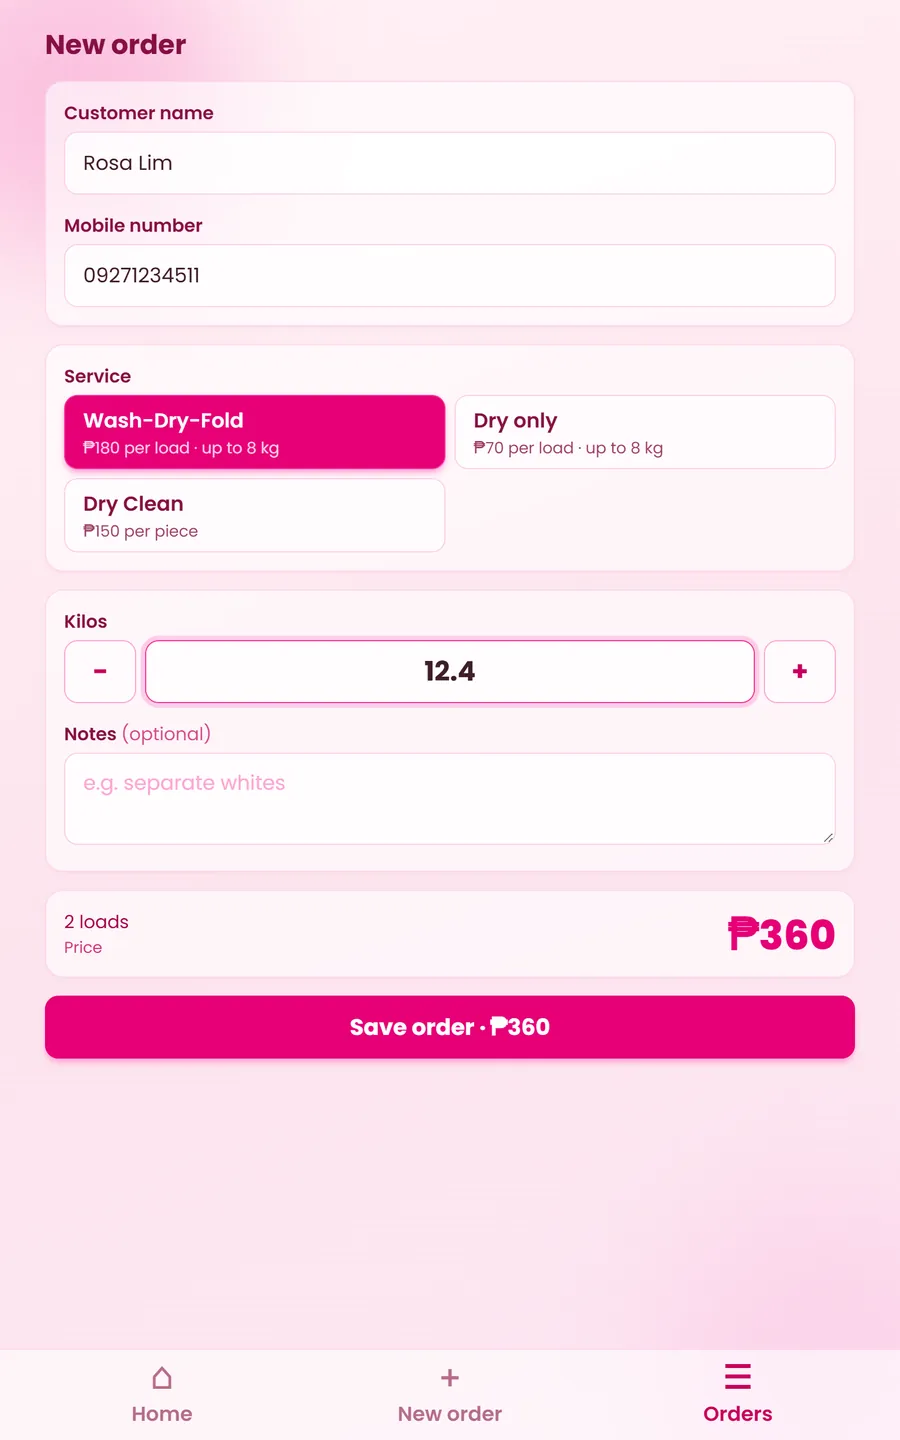 New order
Customer name
Rosa Lim
Mobile number
09271234511
Service
Wash-Dry-Fold
₱180 per load · up to 8 kg
Dry only
₱70 per load · up to 8 kg
Dry Clean
₱150 per piece
Kilos
− 12.4 +
Notes (optional)
e.g. separate whites
2 loads
Price
₱360
Save order · ₱360
Home
New order
Orders